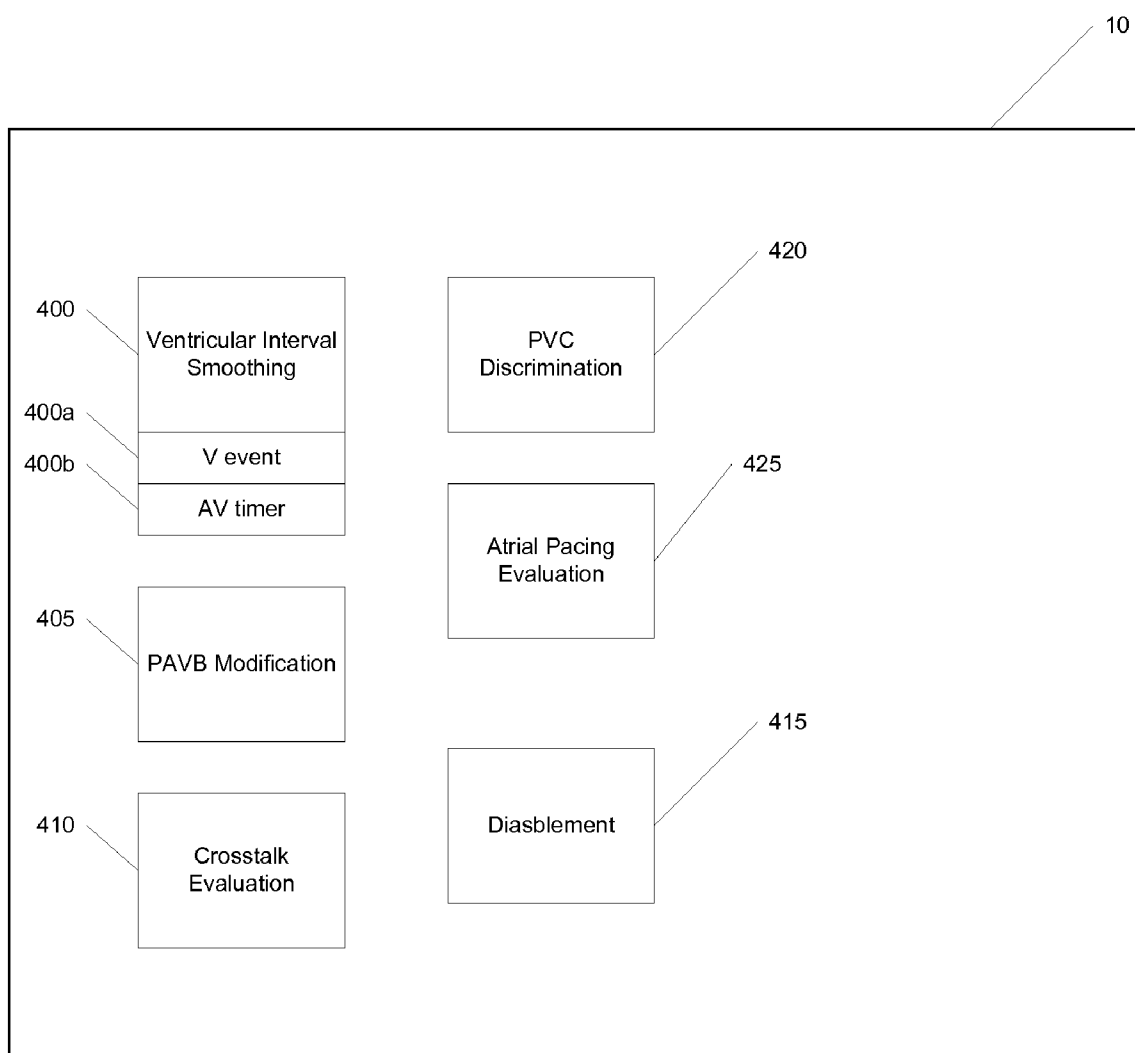 10
420
400
Ventricular Interval
Smoothing
PVC
Discrimination
400a
V event
400b
AV timer
425
Atrial Pacing
Evaluation
405
PAVB Modification
415
410
Crosstalk
Evaluation
Diasblement